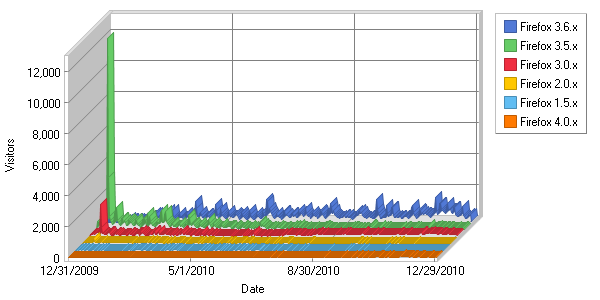 12,000
10,000
8,000
6,000
4,000
2,000
0
Visitors
12/31/2009
5/1/2010
8/30/2010
12/29/2010
Date
Firefox 3.6.x
Firefox 3.5.x
Firefox 3.0.x
Firefox 2.0.x
Firefox 1.5.x
Firefox 4.0.x